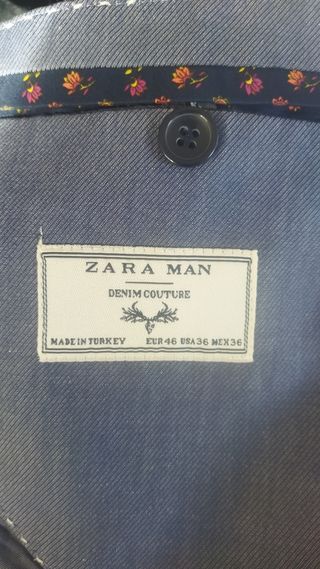 ZARA MAN
DENIM COUTURE
MADE IN TURKEY EUR 46 USA 36 MEX 36